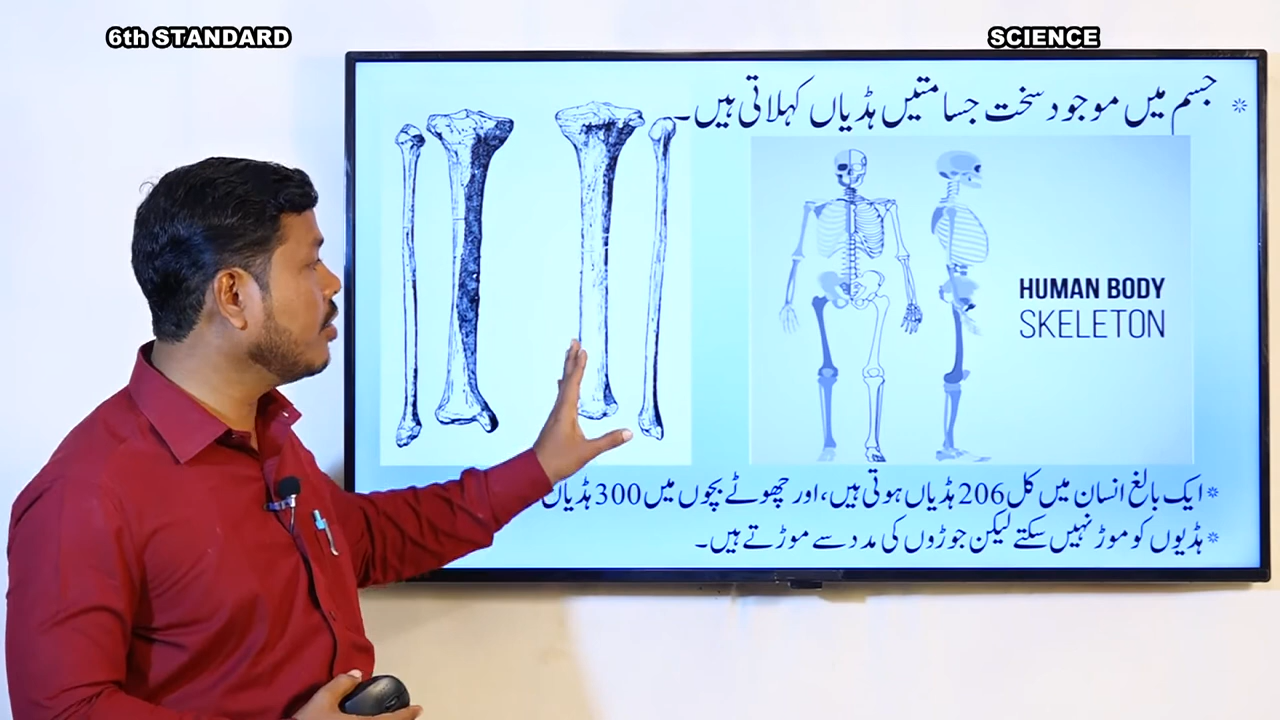 6th STANDARD
SCIENCE
جسم میں موجود سخت جسامتیں ہڈیاں کہلاتی ہیں۔
HUMAN BODY
SKELETON
ایک بالغ انسان میں کل 206 ہڈیاں ہوتی ہیں، اور چھوٹے بچوں میں 300 ہڈیاں
ہڈیوں کو موڑ نہیں سکتے لیکن جوڑوں کی مدد سے موڑتے ہیں۔